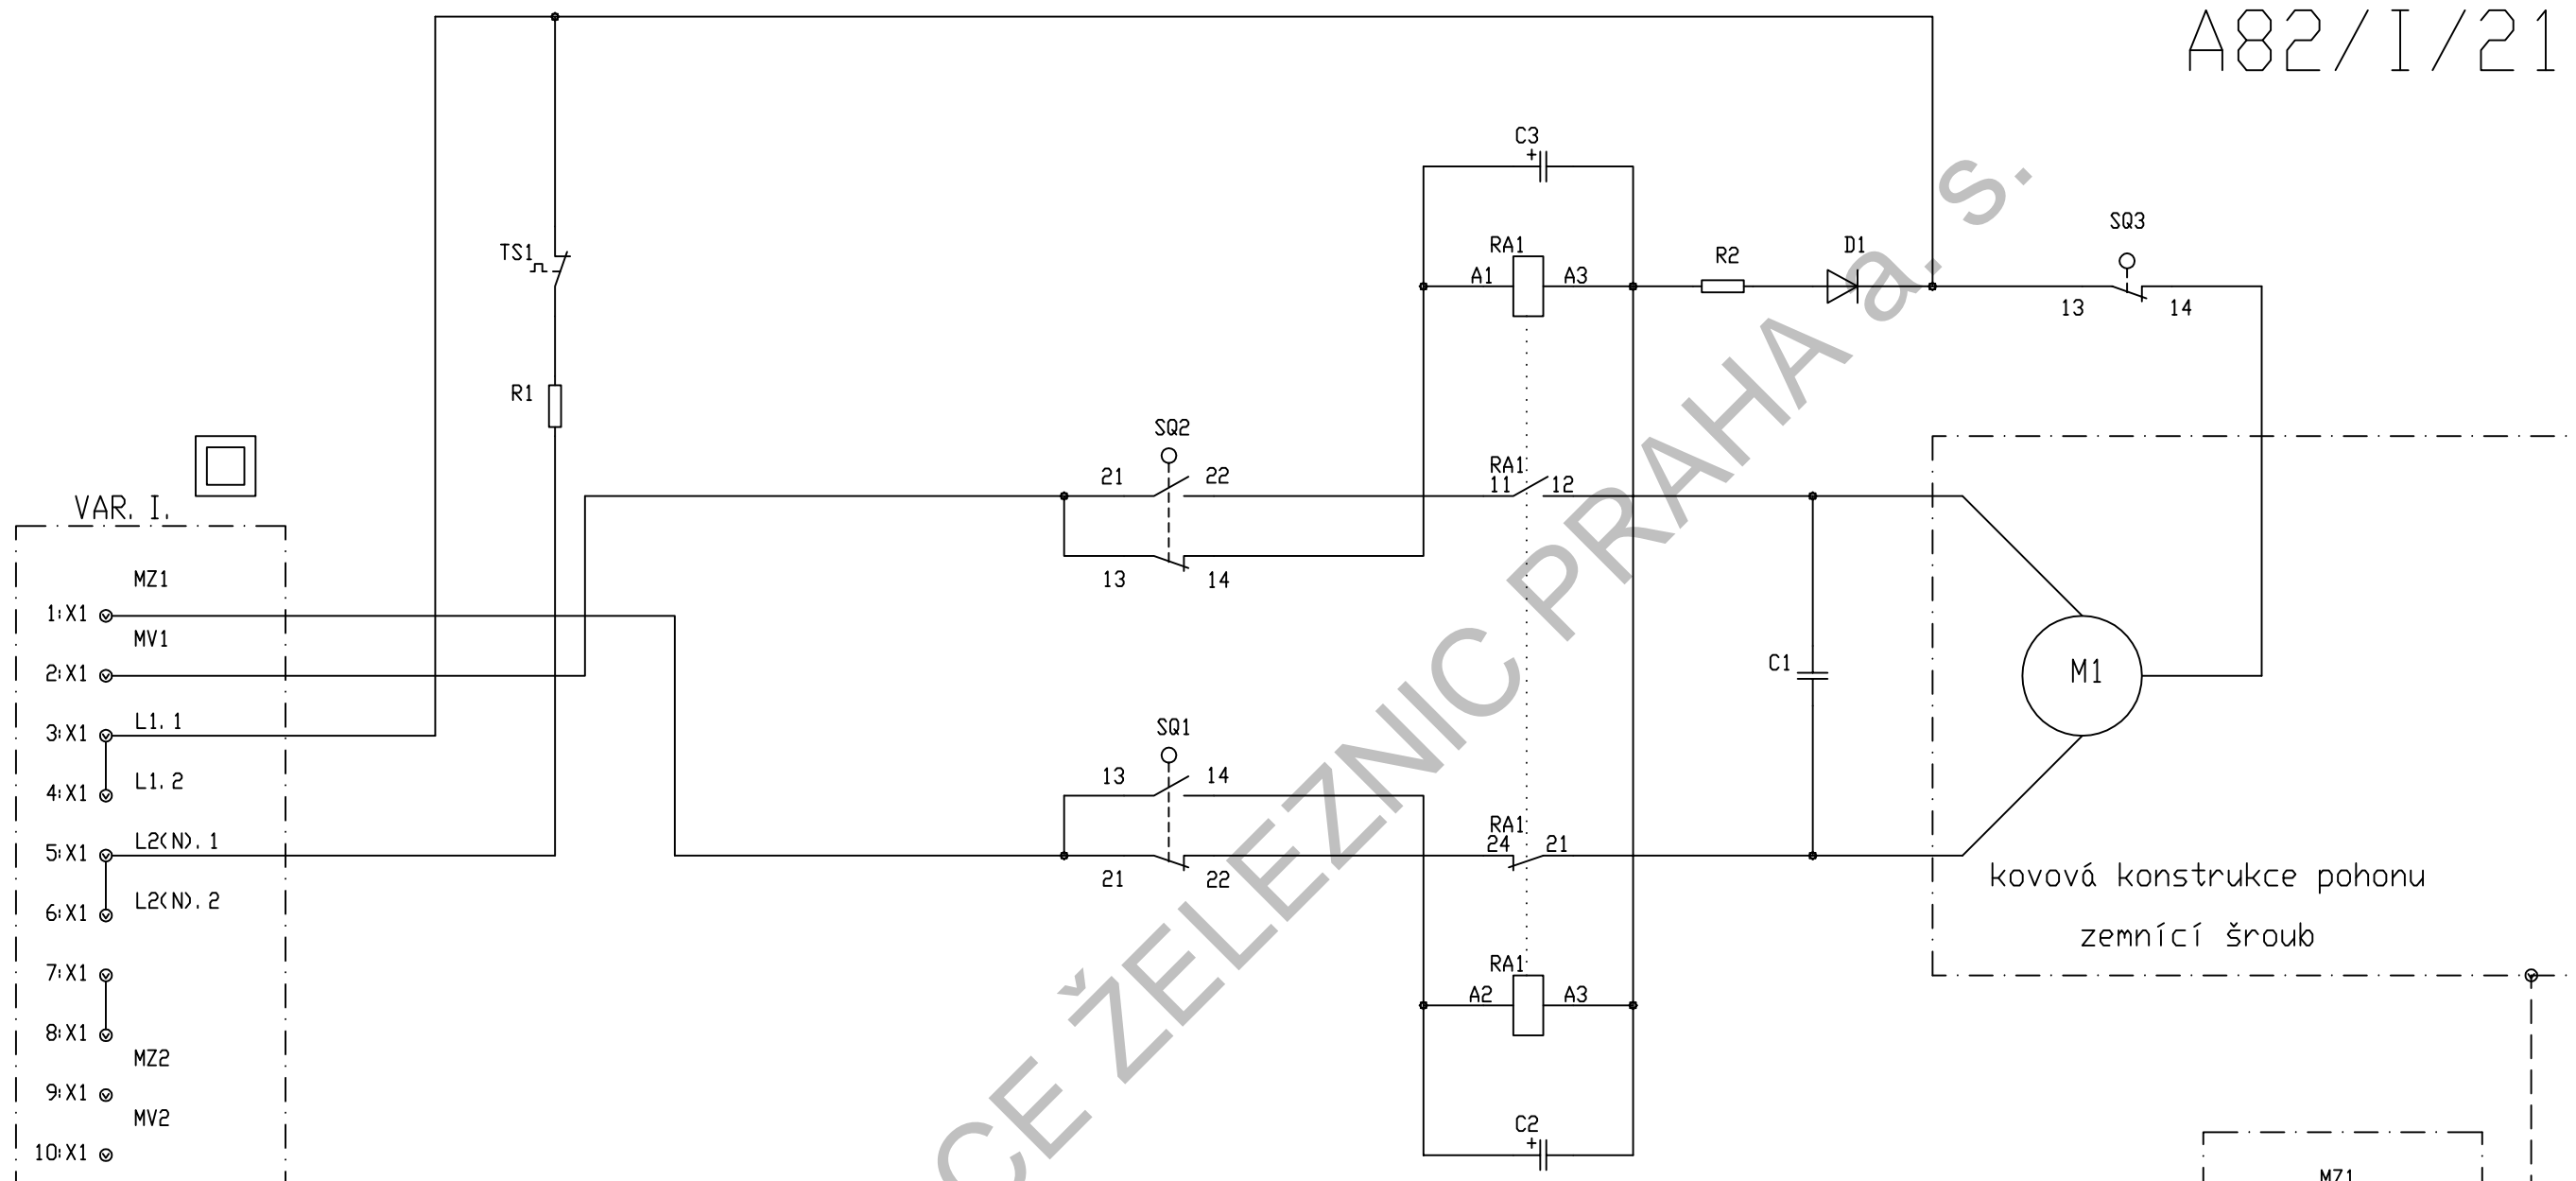 A82/I/21
C3
+
SQ3
TS1
RA1
R2
D1
A1
A3
13
14
R1
SQ2
21
22
RA1
11
12
VAR. I.
13
14
MZ1
1:X1
MV1
2:X1
C1
M1
L1.1
3:X1
SQ1
L1.2
4:X1
13
14
L2(N).1
5:X1
RA1
24
21
21
22
kovová konstrukce pohonu
L2(N).2
6:X1
zemnící šroub
7:X1
RA1
A2
A3
8:X1
MZ2
9:X1
MV2
C2
+
10:X1
MZ1
CE ŽELEZNIC PRAHA a. s.